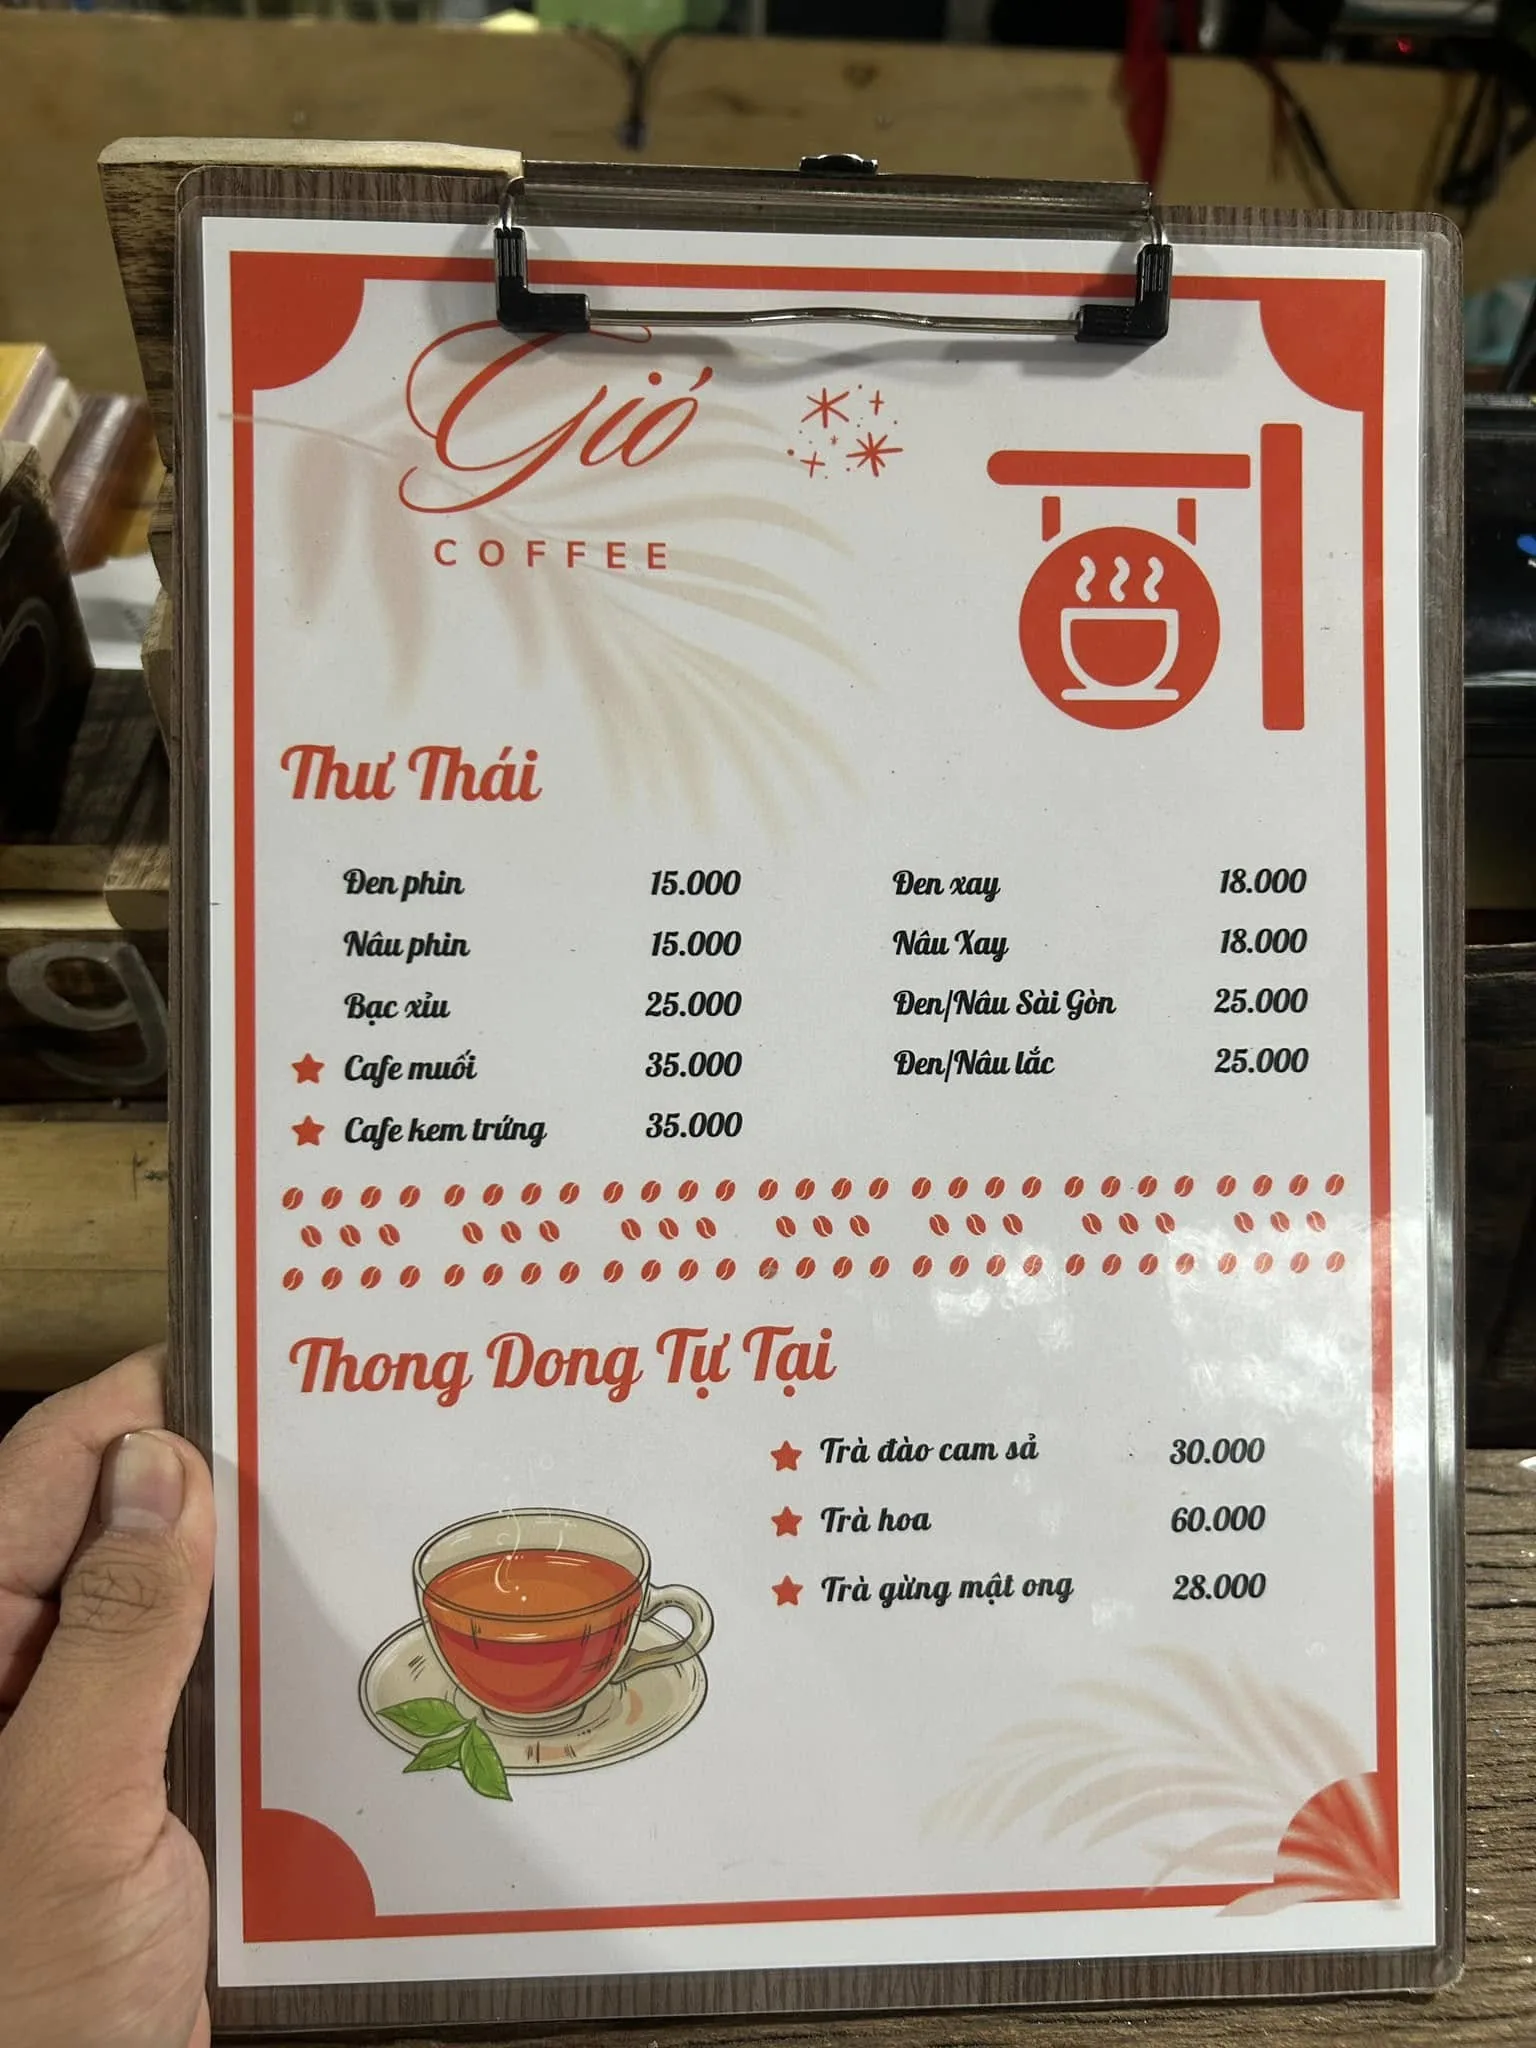 Gió
COFFEE
Thư Thái
Đen phin 15.000
Nâu phin 15.000
Bạc xỉu 25.000
Cafe muối 35.000
Cafe kem trứng 35.000
Đen xay 18.000
Nâu Xay 18.000
Đen/Nâu Sài Gòn 25.000
Đen/Nâu lắc 25.000
Thong Dong Tự Tại
Trà đào cam sả 30.000
Trà hoa 60.000
Trà gừng mật ong 28.000